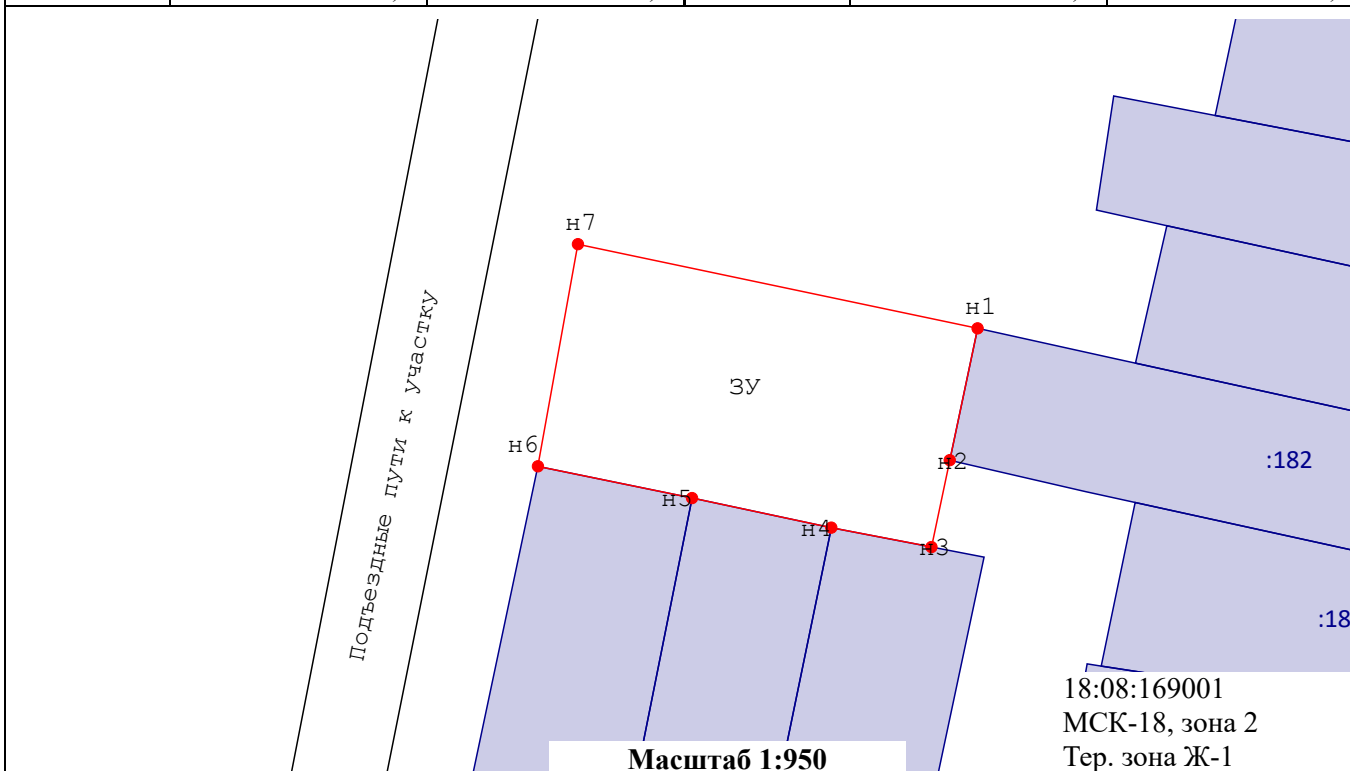 н7
н1
ЗУ
Подъездные пути к участку
н6
н2
:182
н5
н4
н3
:18
18:08:169001
МСК-18, зона 2
Тер. зона Ж-1
Масштаб 1:950